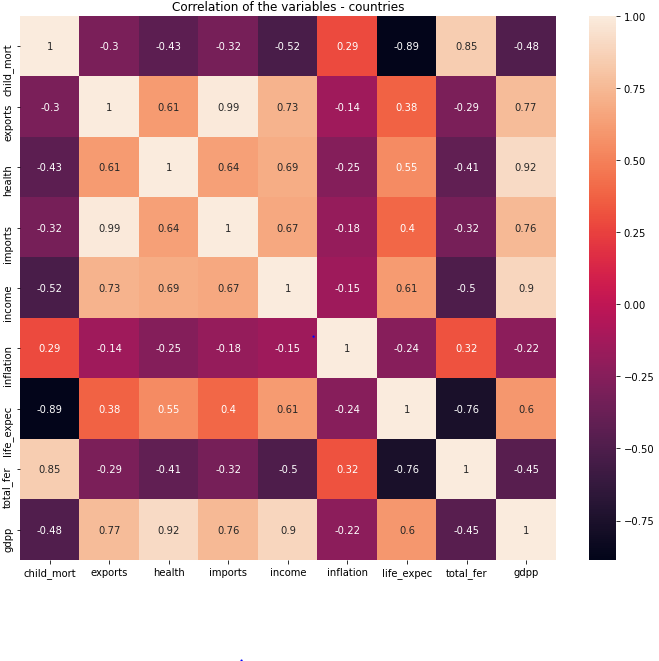 Correlation of the variables - countries
child_mort 1 -0.3 -0.43 -0.32 -0.52 0.29 -0.89 0.85 -0.48
exports -0.3 1 0.61 0.99 0.73 -0.14 0.38 -0.29 0.77
health -0.43 0.61 1 0.64 0.69 -0.25 0.55 -0.41 0.92
imports -0.32 0.99 0.64 1 0.67 -0.18 0.4 -0.32 0.76
income -0.52 0.73 0.69 0.67 1 -0.15 0.61 -0.5 0.9
inflation 0.29 -0.14 -0.25 -0.18 -0.15 1 -0.24 0.32 -0.22
life_expec -0.89 0.38 0.55 0.4 0.61 -0.24 1 -0.76 0.6
total_fer 0.85 -0.29 -0.41 -0.32 -0.5 0.32 -0.76 1 -0.45
gdpp -0.48 0.77 0.92 0.76 0.9 -0.22 0.6 -0.45 1
child_mort exports health imports income inflation life_expec total_fer gdpp
1.00
0.75
0.50
0.25
0.00
−0.25
−0.50
−0.75